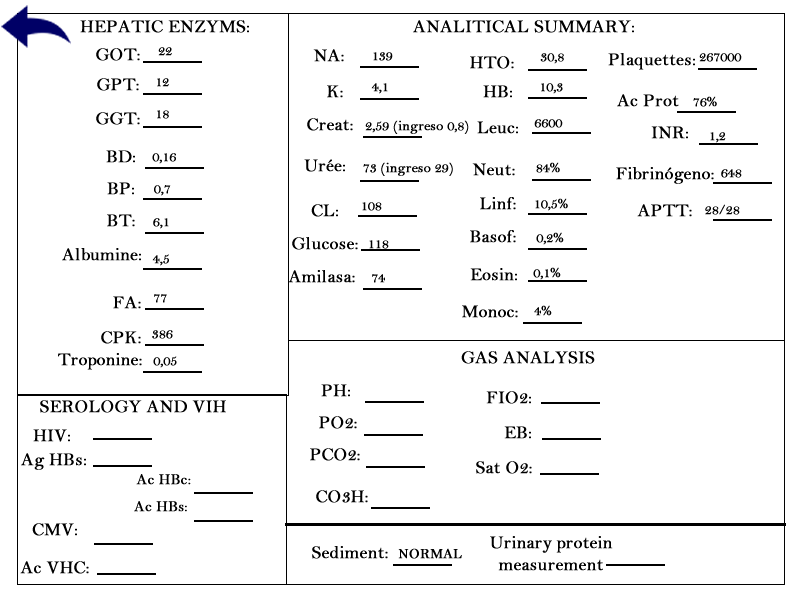 HEPATIC ENZYMS:
GOT: 22
GPT: 12
GGT: 18
BD: 0,16
BP: 0,7
BT: 6,1
Albumine: 4,5
FA: 77
CPK: 386
Troponine: 0,05
ANALITICAL SUMMARY:
NA: 139
K: 4,1
Creat: 2,59 (ingreso 0,8)
Urée: 73 (ingreso 29)
CL: 108
Glucose: 118
Amilasa: 74
HTO: 30,8
HB: 10,3
Leuc: 6600
Neut: 84%
Linf: 10,5%
Basof: 0,2%
Eosin: 0,1%
Monoc: 4%
Plaquettes: 267000
Ac Prot 76%
INR: 1,2
Fibrinógeno: 648
APTT: 28/28
SEROLOGY AND VIH
HIV:
Ag HBs:
Ac HBc:
Ac HBs:
CMV:
Ac VHC:
GAS ANALYSIS
PH:
PO2:
PCO2:
CO3H:
FIO2:
EB:
Sat O2:
Sediment: NORMAL
Urinary protein
measurement